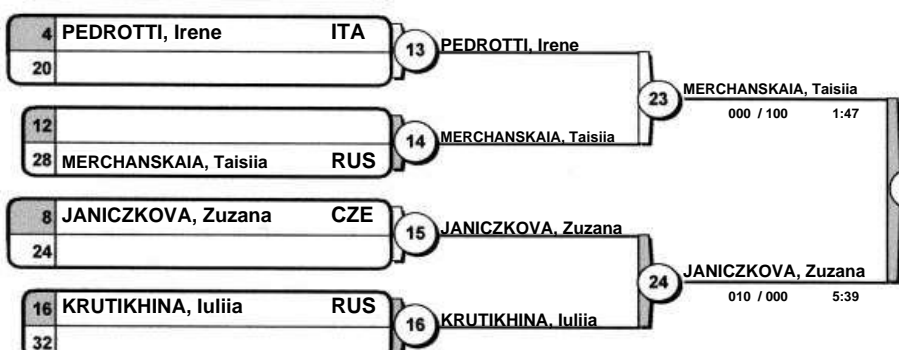 4 PEDROTTI, Irene ITA
20
13 PEDROTTI, Irene
12
28 MERCHANSKAIA, Taisiia RUS
14 MERCHANSKAIA, Taisiia
23 MERCHANSKAIA, Taisiia
000 / 100 1:47
8 JANICZKOVA, Zuzana CZE
24
15 JANICZKOVA, Zuzana
16 KRUTIKHINA, Iuliia RUS
32
16 KRUTIKHINA, Iuliia
24 JANICZKOVA, Zuzana
010 / 000 5:39